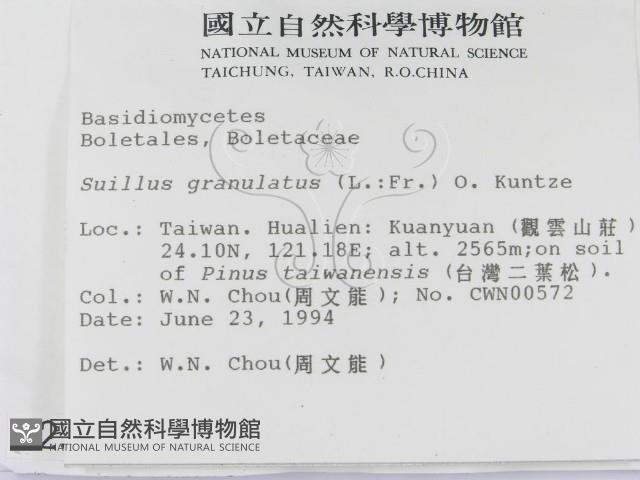 國立自然科學博物館
NATIONAL MUSEUM OF NATURAL SCIENCE
TAICHUNG, TAIWAN, R.O.CHINA
Basidiomycetes
Boletales, Boletaceae
Suillus granulatus (L.:Fr.) O. Kuntze
Loc.: Taiwan. Hualien: Kuanyuan (觀雲山莊)
24.10N, 121.18E; alt. 2565m;on soil
of Pinus taiwanensis (台灣二葉松).
Col.: W.N. Chou(周文能); No. CWN00572
Date: June 23, 1994
Det.: W.N. Chou(周文能)
國立自然科學博物館
NATIONAL MUSEUM OF NATURAL SCIENCE